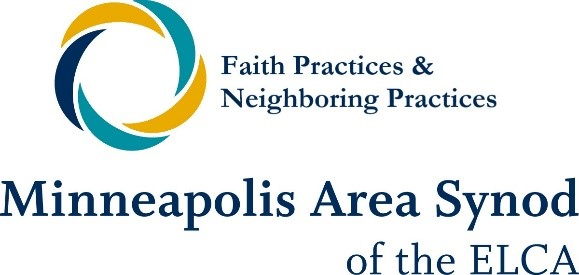 Faith Practices &
Neighboring Practices
Minneapolis Area Synod
of the ELCA